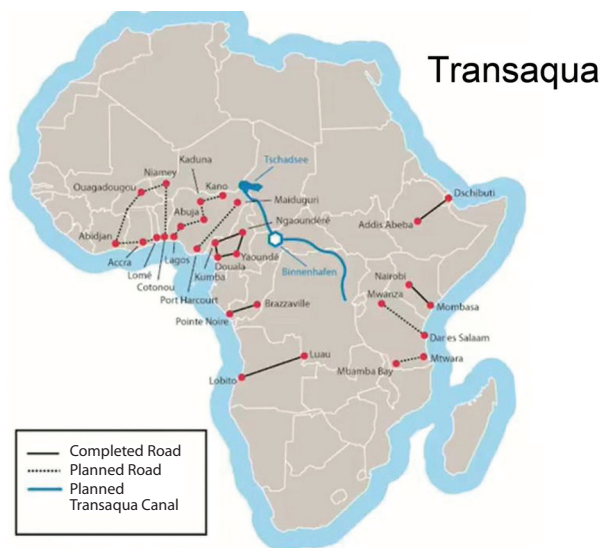 Transaqua
Kaduna
Tschadsee
Niamey
Ouagadougou
Kano
Maiduguri
Dschibuti
Abuja
Ngaoundéré
Addis Abeba
Abidjan
Accra
Lagos
Yaoundé
Lomé
Kumba
Douala
Binnenhafen
Cotonou
Port Harcourt
Nairobi
Mwanza
Brazzaville
Mombasa
Pointe Noire
Dar es Salaam
Luau
Mtwara
Mbamba Bay
Lobito
Completed Road
Planned Road
Planned
Transaqua Canal